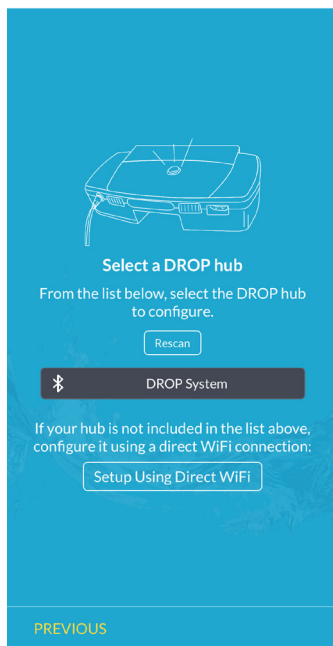 Select a DROP hub
From the list below, select the DROP hub
to configure.
Rescan
DROP System
If your hub is not included in the list above,
configure it using a direct WiFi connection:
Setup Using Direct WiFi
PREVIOUS